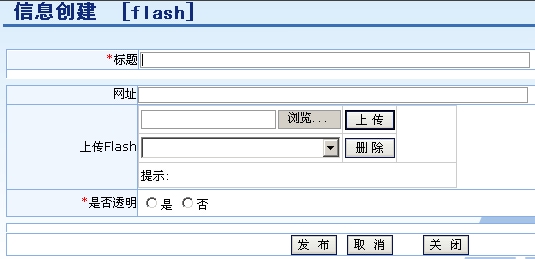 信息创建 [flash]
*标题
网址
浏览... 上传
上传Flash
删除
提示:
*是否透明 是 否
发布 取消 关闭